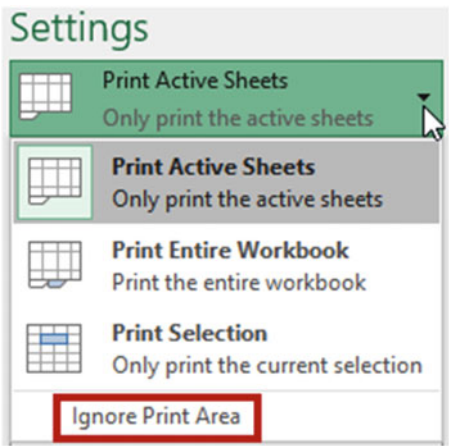 Settings
Print Active Sheets
Only print the active sheets
Print Active Sheets
Only print the active sheets
Print Entire Workbook
Print the entire workbook
Print Selection
Only print the current selection
Ignore Print Area